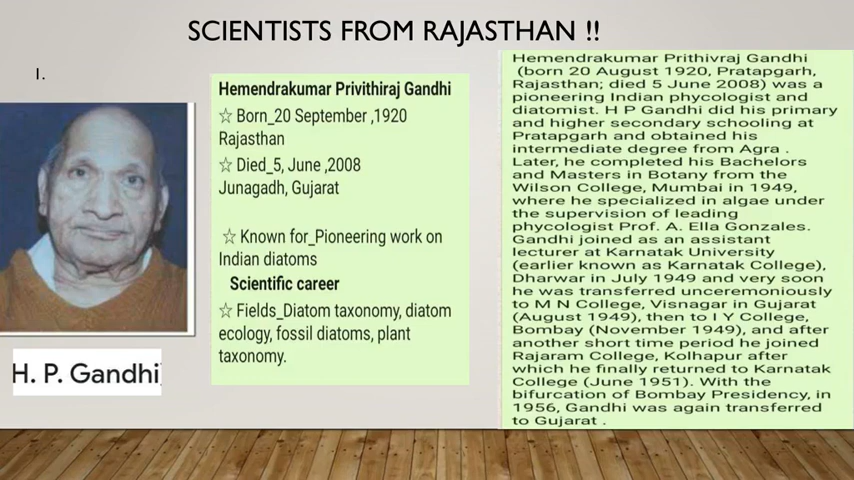 SCIENTISTS FROM RAJASTHAN !!
1.
H. P. Gandhi
Hemendrakumar Privithiraj Gandhi
☆ Born_20 September ,1920
Rajasthan
☆ Died_5, June ,2008
Junagadh, Gujarat
☆ Known for_Pioneering work on
Indian diatoms
Scientific career
☆ Fields_Diatom taxonomy, diatom
ecology, fossil diatoms, plant
taxonomy.
Hemendrakumar Prithivraj Gandhi
(born 20 August 1920, Pratapgarh,
Rajasthan; died 5 June 2008) was a
pioneering Indian phycologist and
diatomist. H P Gandhi did his primary
and higher secondary schooling at
Pratapgarh and obtained his
intermediate degree from Agra .
Later, he completed his Bachelors
and Masters in Botany from the
Wilson College, Mumbai in 1949,
where he specialized in algae under
the supervision of leading
phycologist Prof. A. Ella Gonzales.
Gandhi joined as an assistant
lecturer at Karnatak University
(earlier known as Karnatak College),
Dharwar in July 1949 and very soon
he was transferred unceremoniously
to M N College, Visnagar in Gujarat
(August 1949), then to I Y College,
Bombay (November 1949), and after
another short time period he joined
Rajaram College, Kolhapur after
which he finally returned to Karnatak
College (June 1951). With the
bifurcation of Bombay Presidency, in
1956, Gandhi was again transferred
to Gujarat .